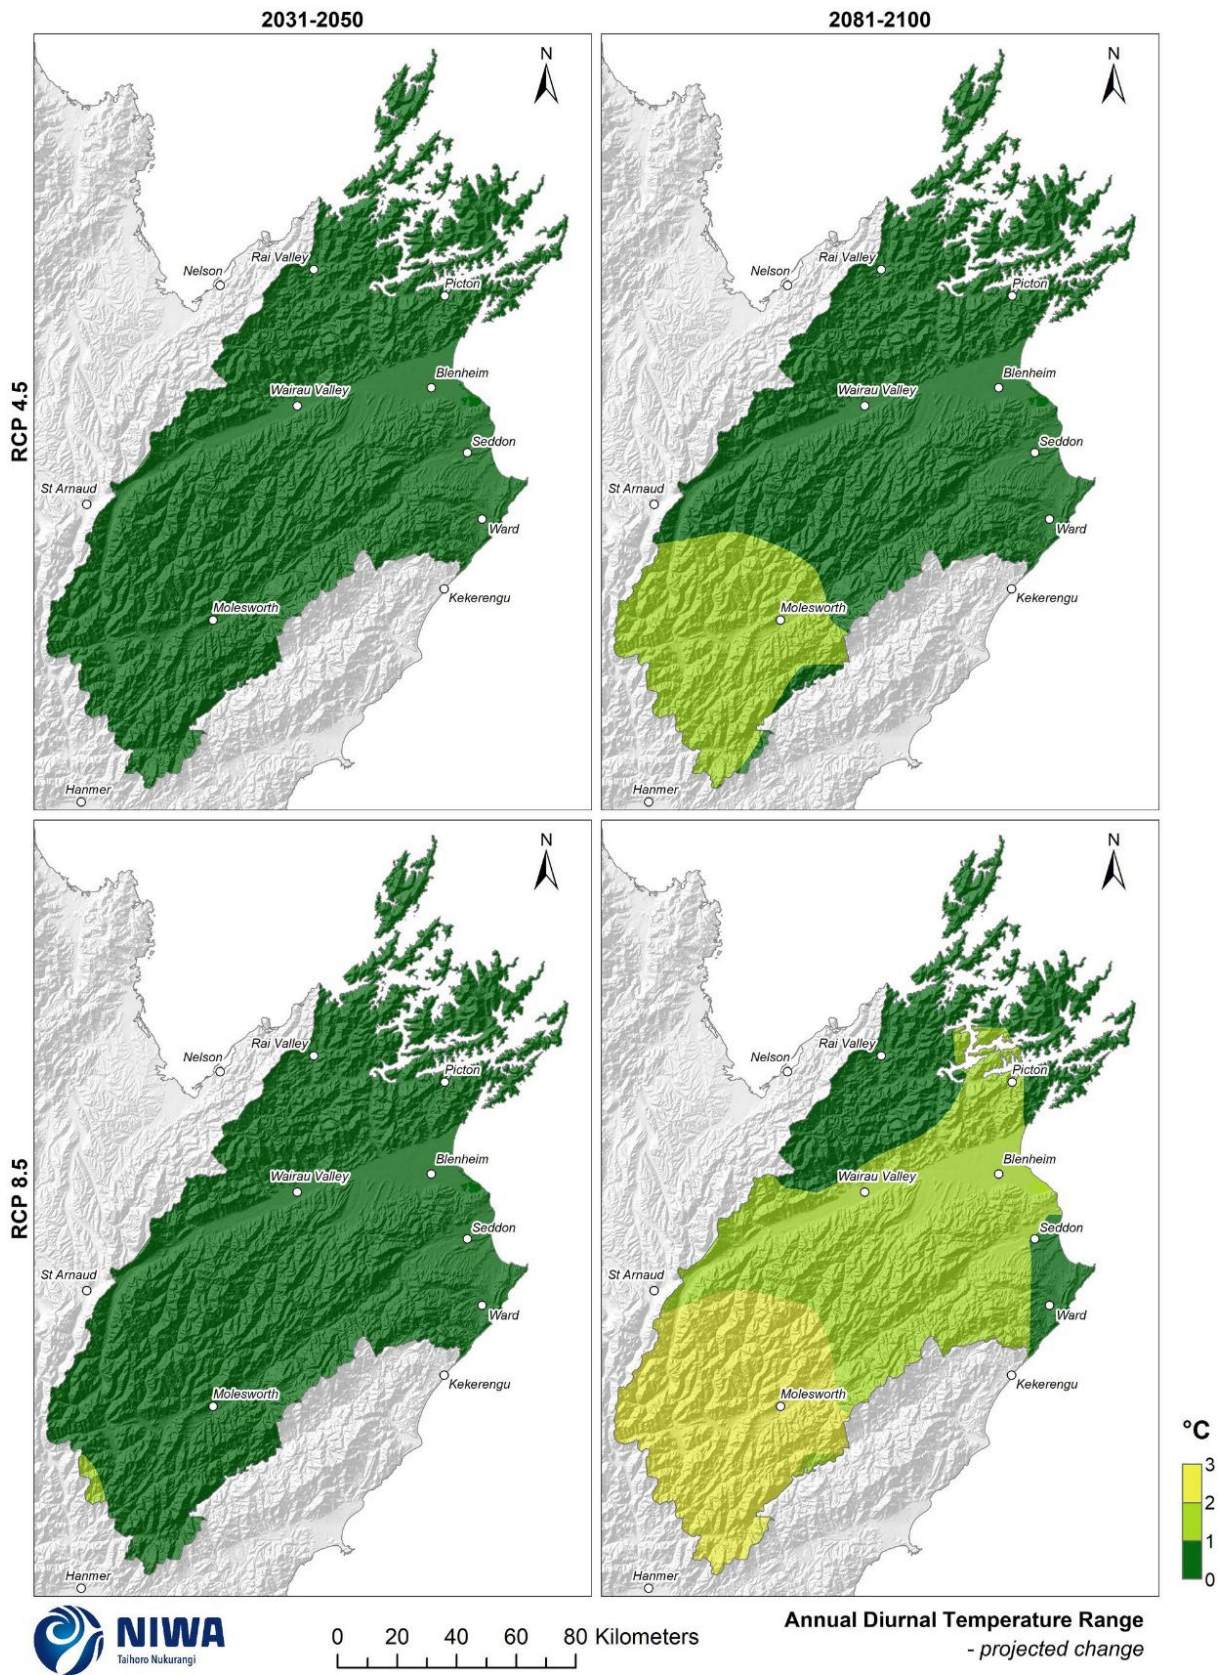 2031-2050
2081-2100
RCP 4.5
N
Nelson
Rai Valley
Picton
Blenheim
Wairau Valley
Seddon
St Arnaud
Ward
Kekerengu
Molesworth
Hanmer
N
Nelson
Rai Valley
Picton
Blenheim
Wairau Valley
Seddon
St Arnaud
Ward
Kekerengu
Molesworth
Hanmer
RCP 8.5
N
Nelson
Rai Valley
Picton
Blenheim
Wairau Valley
Seddon
St Arnaud
Ward
Kekerengu
Molesworth
Hanmer
N
Nelson
Rai Valley
Picton
Blenheim
Wairau Valley
Seddon
St Arnaud
Ward
Kekerengu
Molesworth
Hanmer
°C
3
2
1
0
NIWA
Taihoro Nukurangi
0 20 40 60 80 Kilometers
Annual Diurnal Temperature Range
- projected change